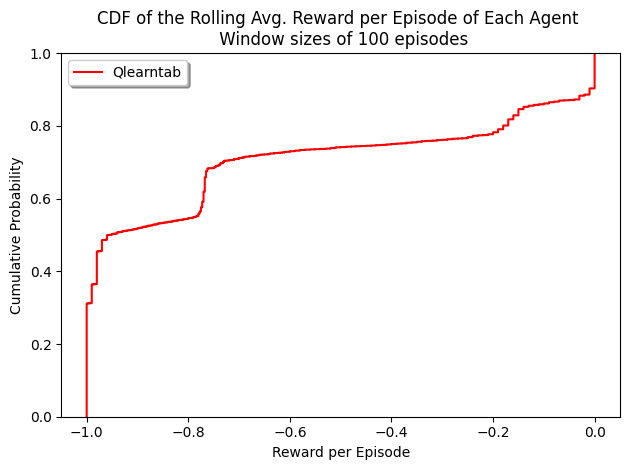 CDF of the Rolling Avg. Reward per Episode of Each Agent
Window sizes of 100 episodes
Qlearntab
1.0
0.8
0.6
0.4
0.2
0.0
Cumulative Probability
−1.0 −0.8 −0.6 −0.4 −0.2 0.0
Reward per Episode